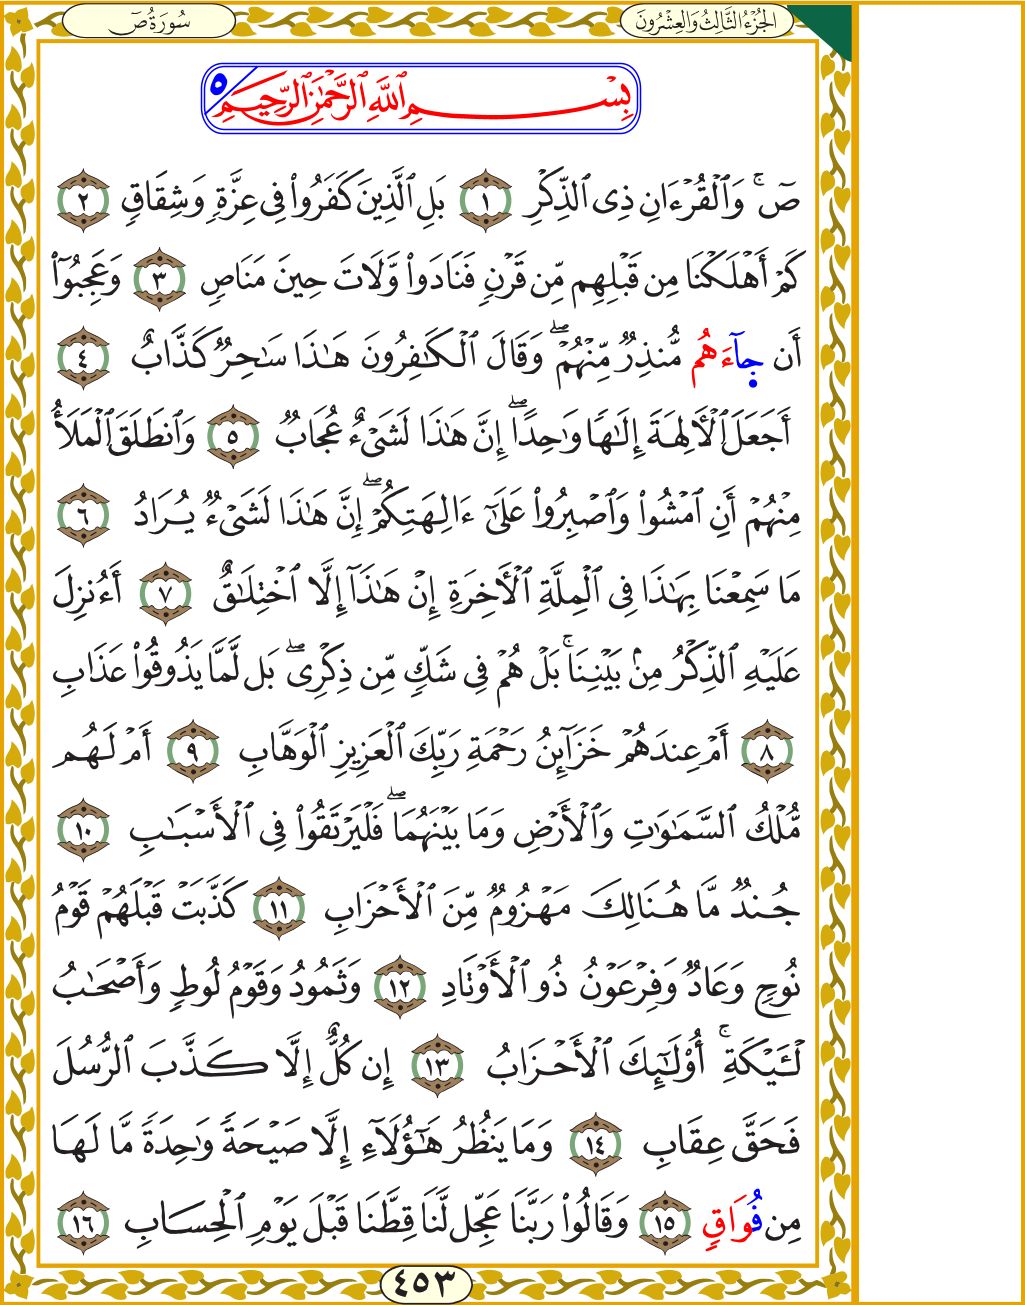 الجُزْءُ الثَّالِثُ وَالعِشْرُونَ
سُورَةُ صٓ
بِسْمِ ٱللَّهِ ٱلرَّحْمَٰنِ ٱلرَّحِيمِ ٥
صٓۚ وَٱلْقُرْءَانِ ذِى ٱلذِّكْرِ ١ بَلِ ٱلَّذِينَ كَفَرُوا۟ فِى عِزَّةٍۢ وَشِقَاقٍۢ ٢
كَمْ أَهْلَكْنَا مِن قَبْلِهِم مِّن قَرْنٍۢ فَنَادَوا۟ وَّلَاتَ حِينَ مَنَاصٍۢ ٣ وَعَجِبُوٓا۟
أَن جَآءَهُم مُّنذِرٌۭ مِّنْهُمْۖ وَقَالَ ٱلْكَٰفِرُونَ هَٰذَا سَٰحِرٌۭ كَذَّابٌ ٤
أَجَعَلَ ٱلْـَٔالِهَةَ إِلَٰهًۭا وَٰحِدًاۖ إِنَّ هَٰذَا لَشَىْءٌ عُجَابٌۭ ٥ وَٱنطَلَقَ ٱلْمَلَأُ
مِنْهُمْ أَنِ ٱمْشُوا۟ وَٱصْبِرُوا۟ عَلَىٰٓ ءَالِهَتِكُمْۖ إِنَّ هَٰذَا لَشَىْءٌۭ يُرَادُ ٦
مَا سَمِعْنَا بِهَٰذَا فِى ٱلْمِلَّةِ ٱلْـَٔاخِرَةِ إِنْ هَٰذَآ إِلَّا ٱخْتِلَٰقٌ ٧ أَءُنزِلَ
عَلَيْهِ ٱلذِّكْرُ مِنۢ بَيْنِنَاۚ بَلْ هُمْ فِى شَكٍّۢ مِّن ذِكْرِىۖ بَل لَّمَّا يَذُوقُوا۟ عَذَابِ
٨ أَمْ عِندَهُمْ خَزَآئِنُ رَحْمَةِ رَبِّكَ ٱلْعَزِيزِ ٱلْوَهَّابِ ٩ أَمْ لَهُم
مُّلْكُ ٱلسَّمَٰوَٰتِ وَٱلْأَرْضِ وَمَا بَيْنَهُمَاۖ فَلْيَرْتَقُوا۟ فِى ٱلْأَسْبَٰبِ ١٠
جُندٌۭ مَّا هُنَالِكَ مَهْزُومٌۭ مِّنَ ٱلْأَحْزَابِ ١١ كَذَّبَتْ قَبْلَهُمْ قَوْمُ
نُوحٍۢ وَعَادٌۭ وَفِرْعَوْنُ ذُو ٱلْأَوْتَادِ ١٢ وَثَمُودُ وَقَوْمُ لُوطٍۢ وَأَصْحَٰبُ
لْـَٔيْكَةِۚ أُو۟لَٰٓئِكَ ٱلْأَحْزَابُ ١٣ إِن كُلٌّ إِلَّا كَذَّبَ ٱلرُّسُلَ
فَحَقَّ عِقَابِ ١٤ وَمَا يَنظُرُ هَٰٓؤُلَآءِ إِلَّا صَيْحَةًۭ وَٰحِدَةًۭ مَّا لَهَا
مِن فُوَاقٍۢ ١٥ وَقَالُوا۟ رَبَّنَا عَجِّل لَّنَا قِطَّنَا قَبْلَ يَوْمِ ٱلْحِسَابِ ١٦
٤٥٣